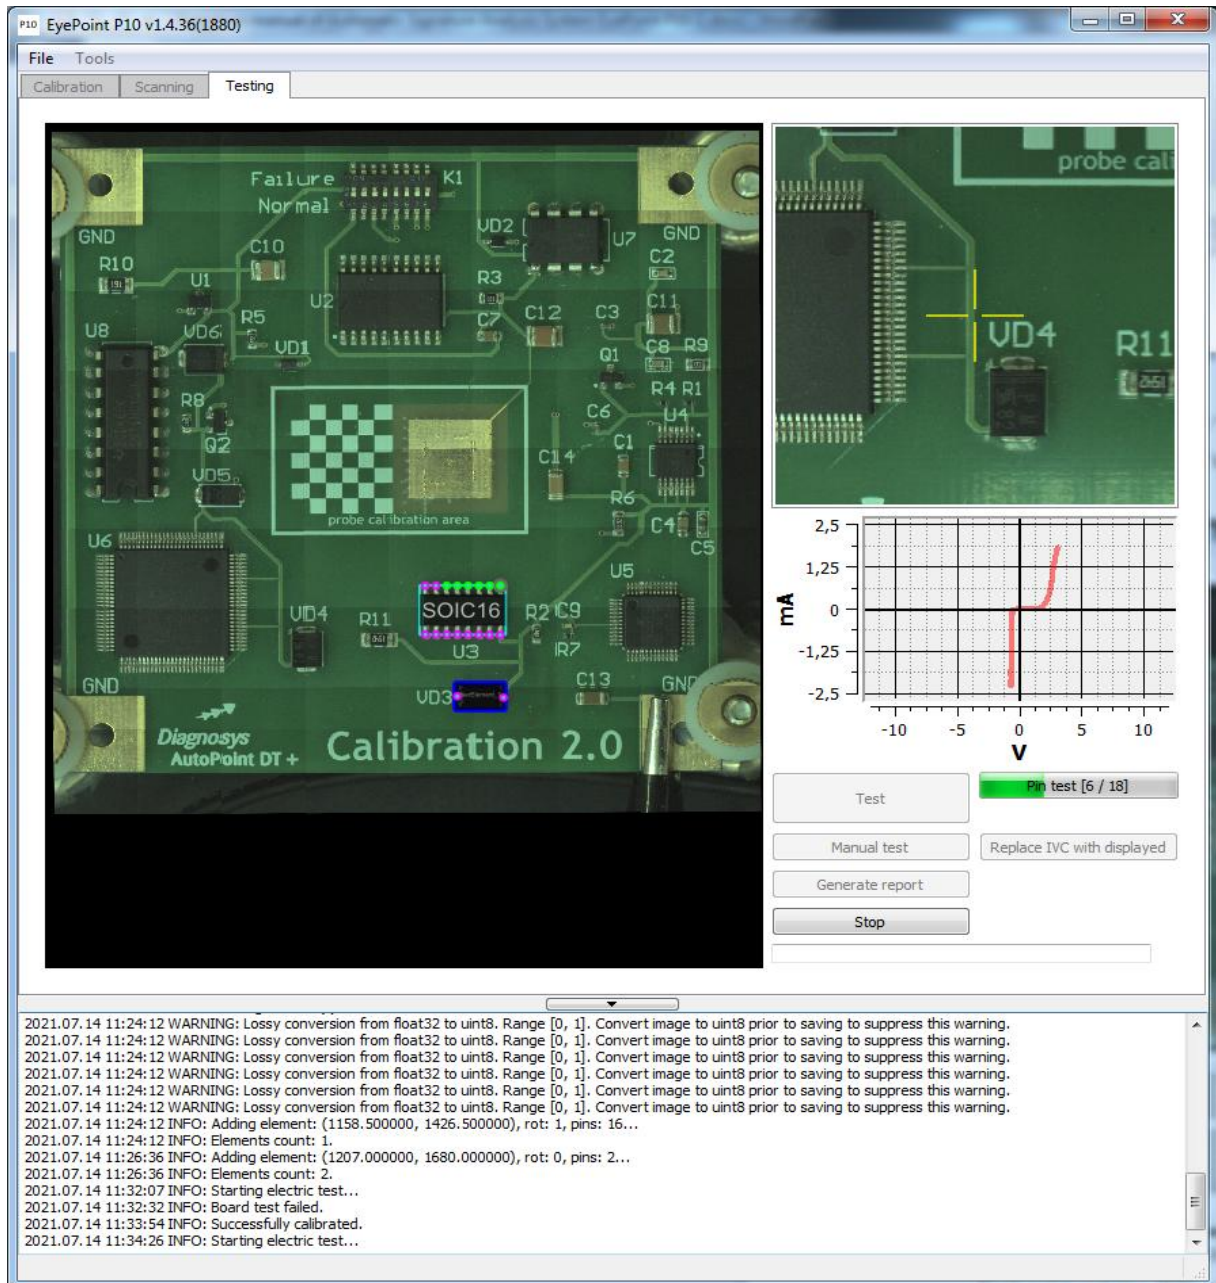 P10 EyePoint P10 v1.4.36(1880)
File Tools
Calibration Scanning Testing
Failure
Normal
K1
GND
VD2
U7
GND
C10
R10
C2
U1
R3
U2
C11
U8
VD6
R5
C7
C12
C3
VD1
Q1
C8
R9
R8
R4 R1
C6
U4
Q2
C1
VD5
C14
R6
probe calibration area
C4
C5
U6
U5
SOIC16
VD4
R11
R2
C9
U3
R7
GND
VD3
C13
GND
Diagnosys
AutoPoint DT +
Calibration 2.0
probe cali
VD4
R11
2,5
1,25
0
-1,25
-2,5
mA
-10 -5 0 5 10
V
Test
Pin test [6 / 18]
Manual test
Replace IVC with displayed
Generate report
Stop
2021.07.14 11:24:12 WARNING: Lossy conversion from float32 to uint8. Range [0, 1]. Convert image to uint8 prior to saving to suppress this warning.
2021.07.14 11:24:12 WARNING: Lossy conversion from float32 to uint8. Range [0, 1]. Convert image to uint8 prior to saving to suppress this warning.
2021.07.14 11:24:12 WARNING: Lossy conversion from float32 to uint8. Range [0, 1]. Convert image to uint8 prior to saving to suppress this warning.
2021.07.14 11:24:12 WARNING: Lossy conversion from float32 to uint8. Range [0, 1]. Convert image to uint8 prior to saving to suppress this warning.
2021.07.14 11:24:12 WARNING: Lossy conversion from float32 to uint8. Range [0, 1]. Convert image to uint8 prior to saving to suppress this warning.
2021.07.14 11:24:12 WARNING: Lossy conversion from float32 to uint8. Range [0, 1]. Convert image to uint8 prior to saving to suppress this warning.
2021.07.14 11:24:12 INFO: Adding element: (1158.500000, 1426.500000), rot: 1, pins: 16...
2021.07.14 11:24:12 INFO: Elements count: 1.
2021.07.14 11:26:36 INFO: Adding element: (1207.000000, 1680.000000), rot: 0, pins: 2...
2021.07.14 11:26:36 INFO: Elements count: 2.
2021.07.14 11:32:07 INFO: Starting electric test...
2021.07.14 11:32:32 INFO: Board test failed.
2021.07.14 11:33:54 INFO: Successfully calibrated.
2021.07.14 11:34:26 INFO: Starting electric test...